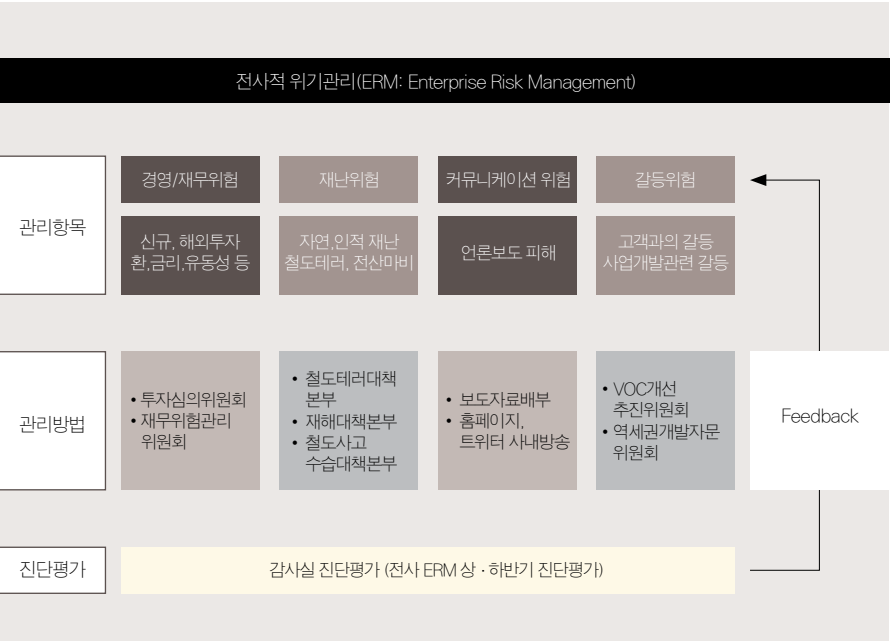 전사적 위기관리(ERM: Enterprise Risk Management)
관리항목
경영/재무위험
재난위험
커뮤니케이션 위험
갈등위험
신규, 해외투자
환,금리,유동성 등
자연,인적 재난
철도테러, 전산마비
언론보도 피해
고객과의 갈등
사업개발관련 갈등
관리방법
• 투자심의위원회
• 재무위험관리
위원회
• 철도테러대책
본부
• 재해대책본부
• 철도사고
수습대책본부
• 보도자료배부
• 홈페이지,
트위터 사내방송
• VOC개선
추진위원회
• 역세권개발자문
위원회
Feedback
진단평가
감사실 진단평가 (전사 ERM 상·하반기 진단평가)